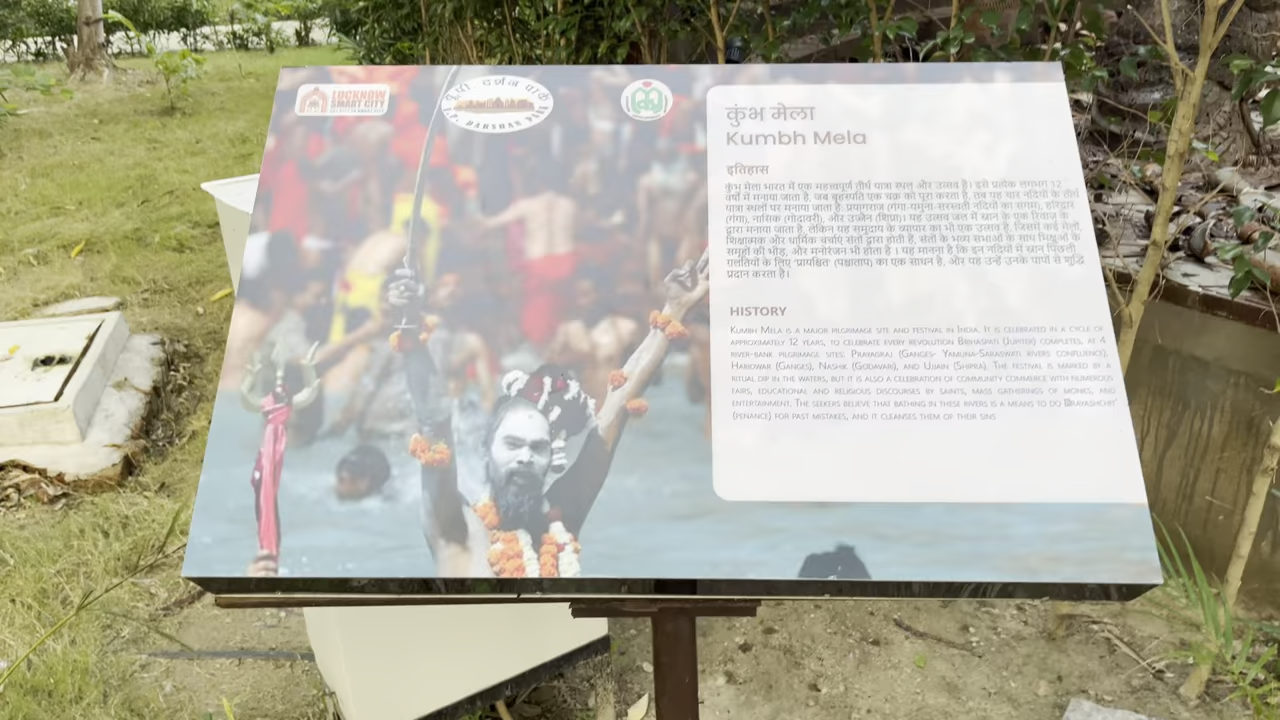 LUCKNOW
SMART CITY
यू.पी. दर्शन पार्क
U.P. DARSHAN PARK
कुंभ मेला
Kumbh Mela
इतिहास
कुंभ मेला भारत में एक महत्वपूर्ण तीर्थ यात्रा स्थल और उत्सव है। इसे प्रत्येक लगभग 12
वर्षों में मनाया जाता है, जब बृहस्पति एक चक्र को पूरा करता है, तब यह चार नदियों के तीर्थ
यात्रा स्थलों पर मनाया जाता है: प्रयागराज (गंगा-यमुना-सरस्वती नदियों का संगम), हरिद्वार
(गंगा), नासिक (गोदावरी), और उज्जैन (शिप्रा)। यह उत्सव जल में स्नान के एक रिवाज के
द्वारा मनाया जाता है, लेकिन यह समुदाय के व्यापार का भी एक उत्सव है, जिसमें कई मेलों,
शिक्षात्मक और धार्मिक चर्चाएं संतों द्वारा होती हैं, संतों के भव्य सभाओं के साथ भिक्षुओं के
समूहों की भीड़, और मनोरंजन भी होता है। यह मानना है कि इन नदियों में स्नान पिछली
गलतियों के लिए 'प्रायश्चित' (पश्चाताप) का एक साधन है, और यह उन्हें उनके पापों से शुद्धि
प्रदान करता है।
HISTORY
KUMBH MELA IS A MAJOR PILGRIMAGE SITE AND FESTIVAL IN INDIA. IT IS CELEBRATED IN A CYCLE OF
APPROXIMATELY 12 YEARS, TO CELEBRATE EVERY REVOLUTION BRIHASPATI (JUPITER) COMPLETES, AT 4
RIVER-BANK PILGRIMAGE SITES: PRAYAGRAJ (GANGES- YAMUNA-SARASWATI RIVERS CONFLUENCE),
HARIDWAR (GANGES), NASHIK (GODAVARI), AND UJJAIN (SHIPRA). THE FESTIVAL IS MARKED BY A
RITUAL DIP IN THE WATERS, BUT IT IS ALSO A CELEBRATION OF COMMUNITY COMMERCE WITH NUMEROUS
FAIRS, EDUCATIONAL AND RELIGIOUS DISCOURSES BY SAINTS, MASS GATHERINGS OF MONKS, AND
ENTERTAINMENT. THE SEEKERS BELIEVE THAT BATHING IN THESE RIVERS IS A MEANS TO DO PRAYASHCHIT'
(PENANCE) FOR PAST MISTAKES, AND IT CLEANSES THEM OF THEIR SINS